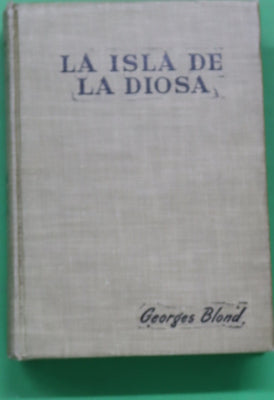 LA ISLA DE
LA DIOSA
Georges Blond